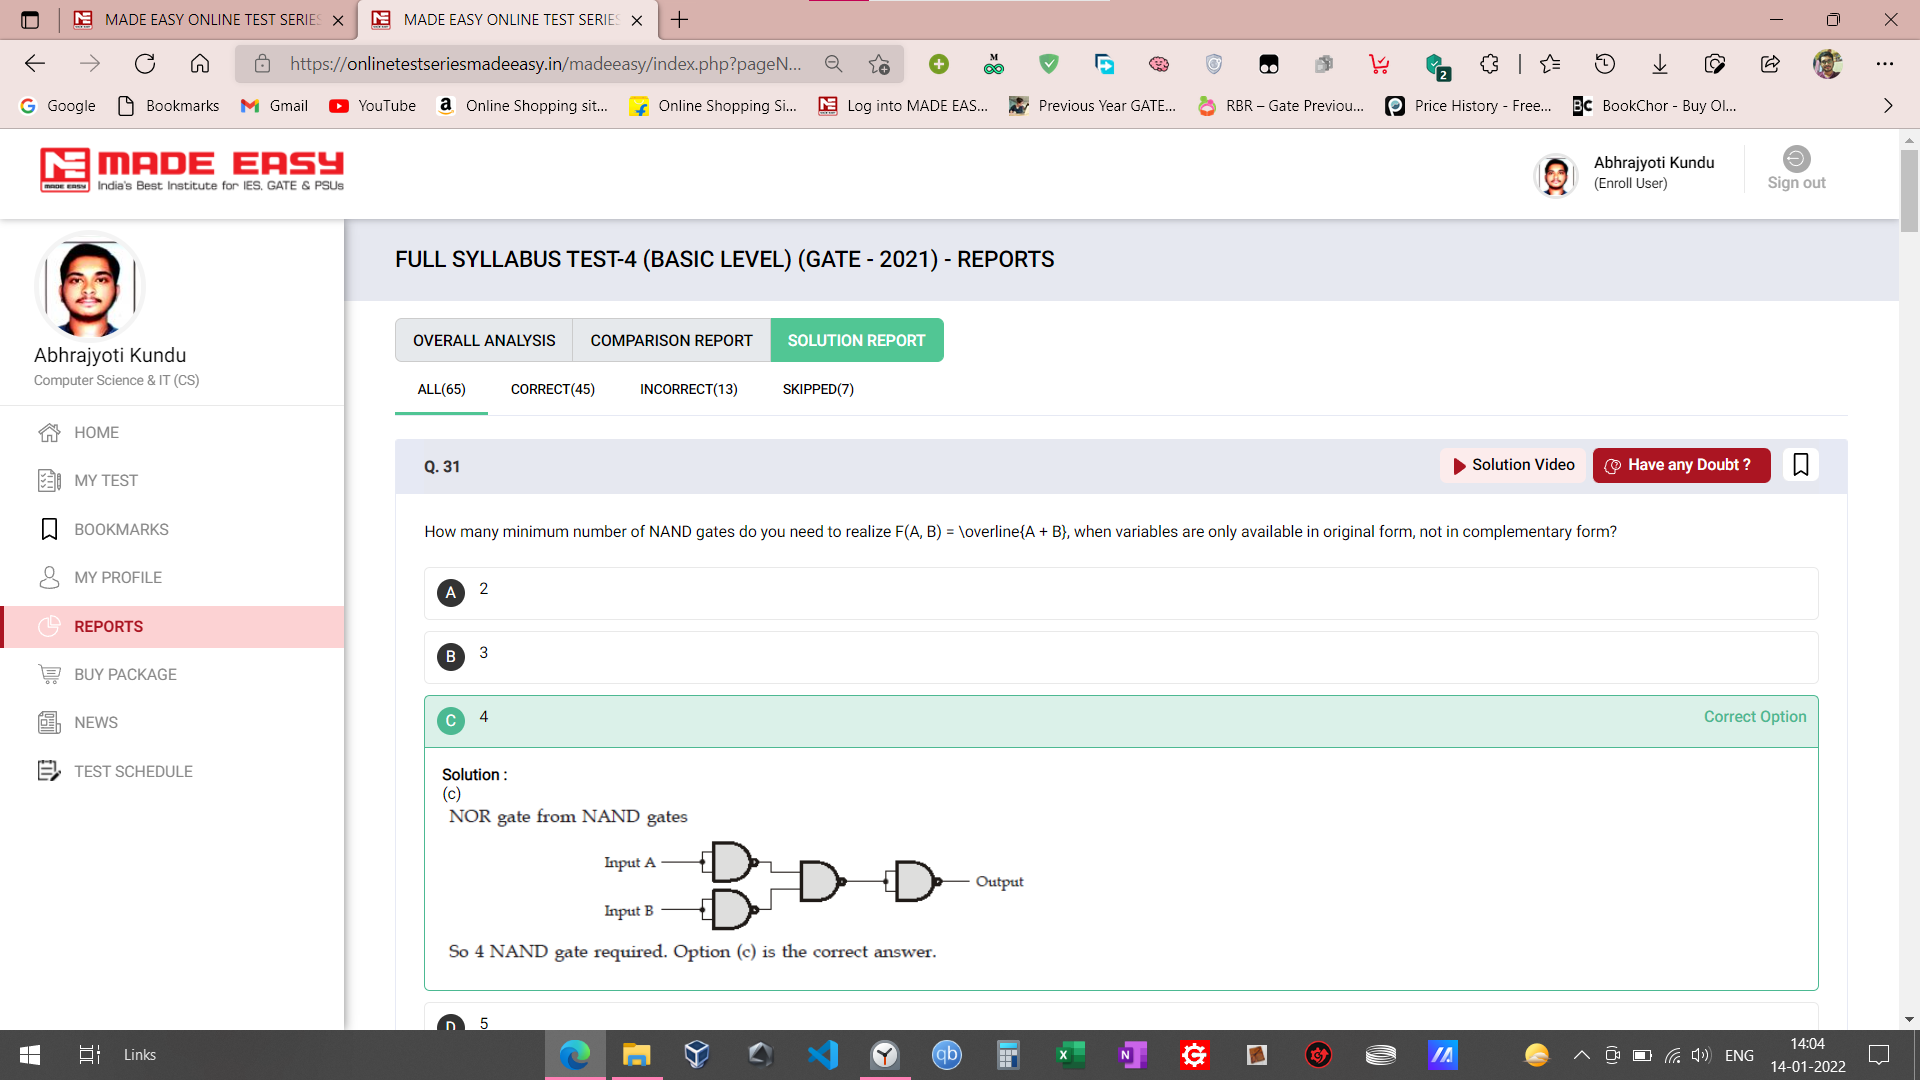 MADE EASY ONLINE TEST SERIES
MADE EASY ONLINE TEST SERIES
https://onlinetestseriesmadeeasy.in/madeeasy/index.php?pageN...
2
Google
Bookmarks
Gmail
YouTube
Online Shopping sit...
Online Shopping Si...
Log into MADE EAS...
Previous Year GATE...
RBR – Gate Previou...
Price History - Free...
BookChor - Buy Ol...
MADE EASY
MADE EASY
India's Best Institute for IES, GATE & PSUs
Abhrajyoti Kundu
(Enroll User)
Sign out
Abhrajyoti Kundu
Computer Science & IT (CS)
HOME
MY TEST
BOOKMARKS
MY PROFILE
REPORTS
BUY PACKAGE
NEWS
TEST SCHEDULE
FULL SYLLABUS TEST-4 (BASIC LEVEL) (GATE - 2021) - REPORTS
OVERALL ANALYSIS
COMPARISON REPORT
SOLUTION REPORT
ALL(65)
CORRECT(45)
INCORRECT(13)
SKIPPED(7)
Q. 31
Solution Video
Have any Doubt ?
How many minimum number of NAND gates do you need to realize F(A, B) = \overline{A + B}, when variables are only available in original form, not in complementary form?
A 2
B 3
C 4
Correct Option
Solution :
(c)
NOR gate from NAND gates
Input A
Input B
Output
So 4 NAND gate required. Option (c) is the correct answer.
D 5
Links
qb
ENG
14:04
14-01-2022